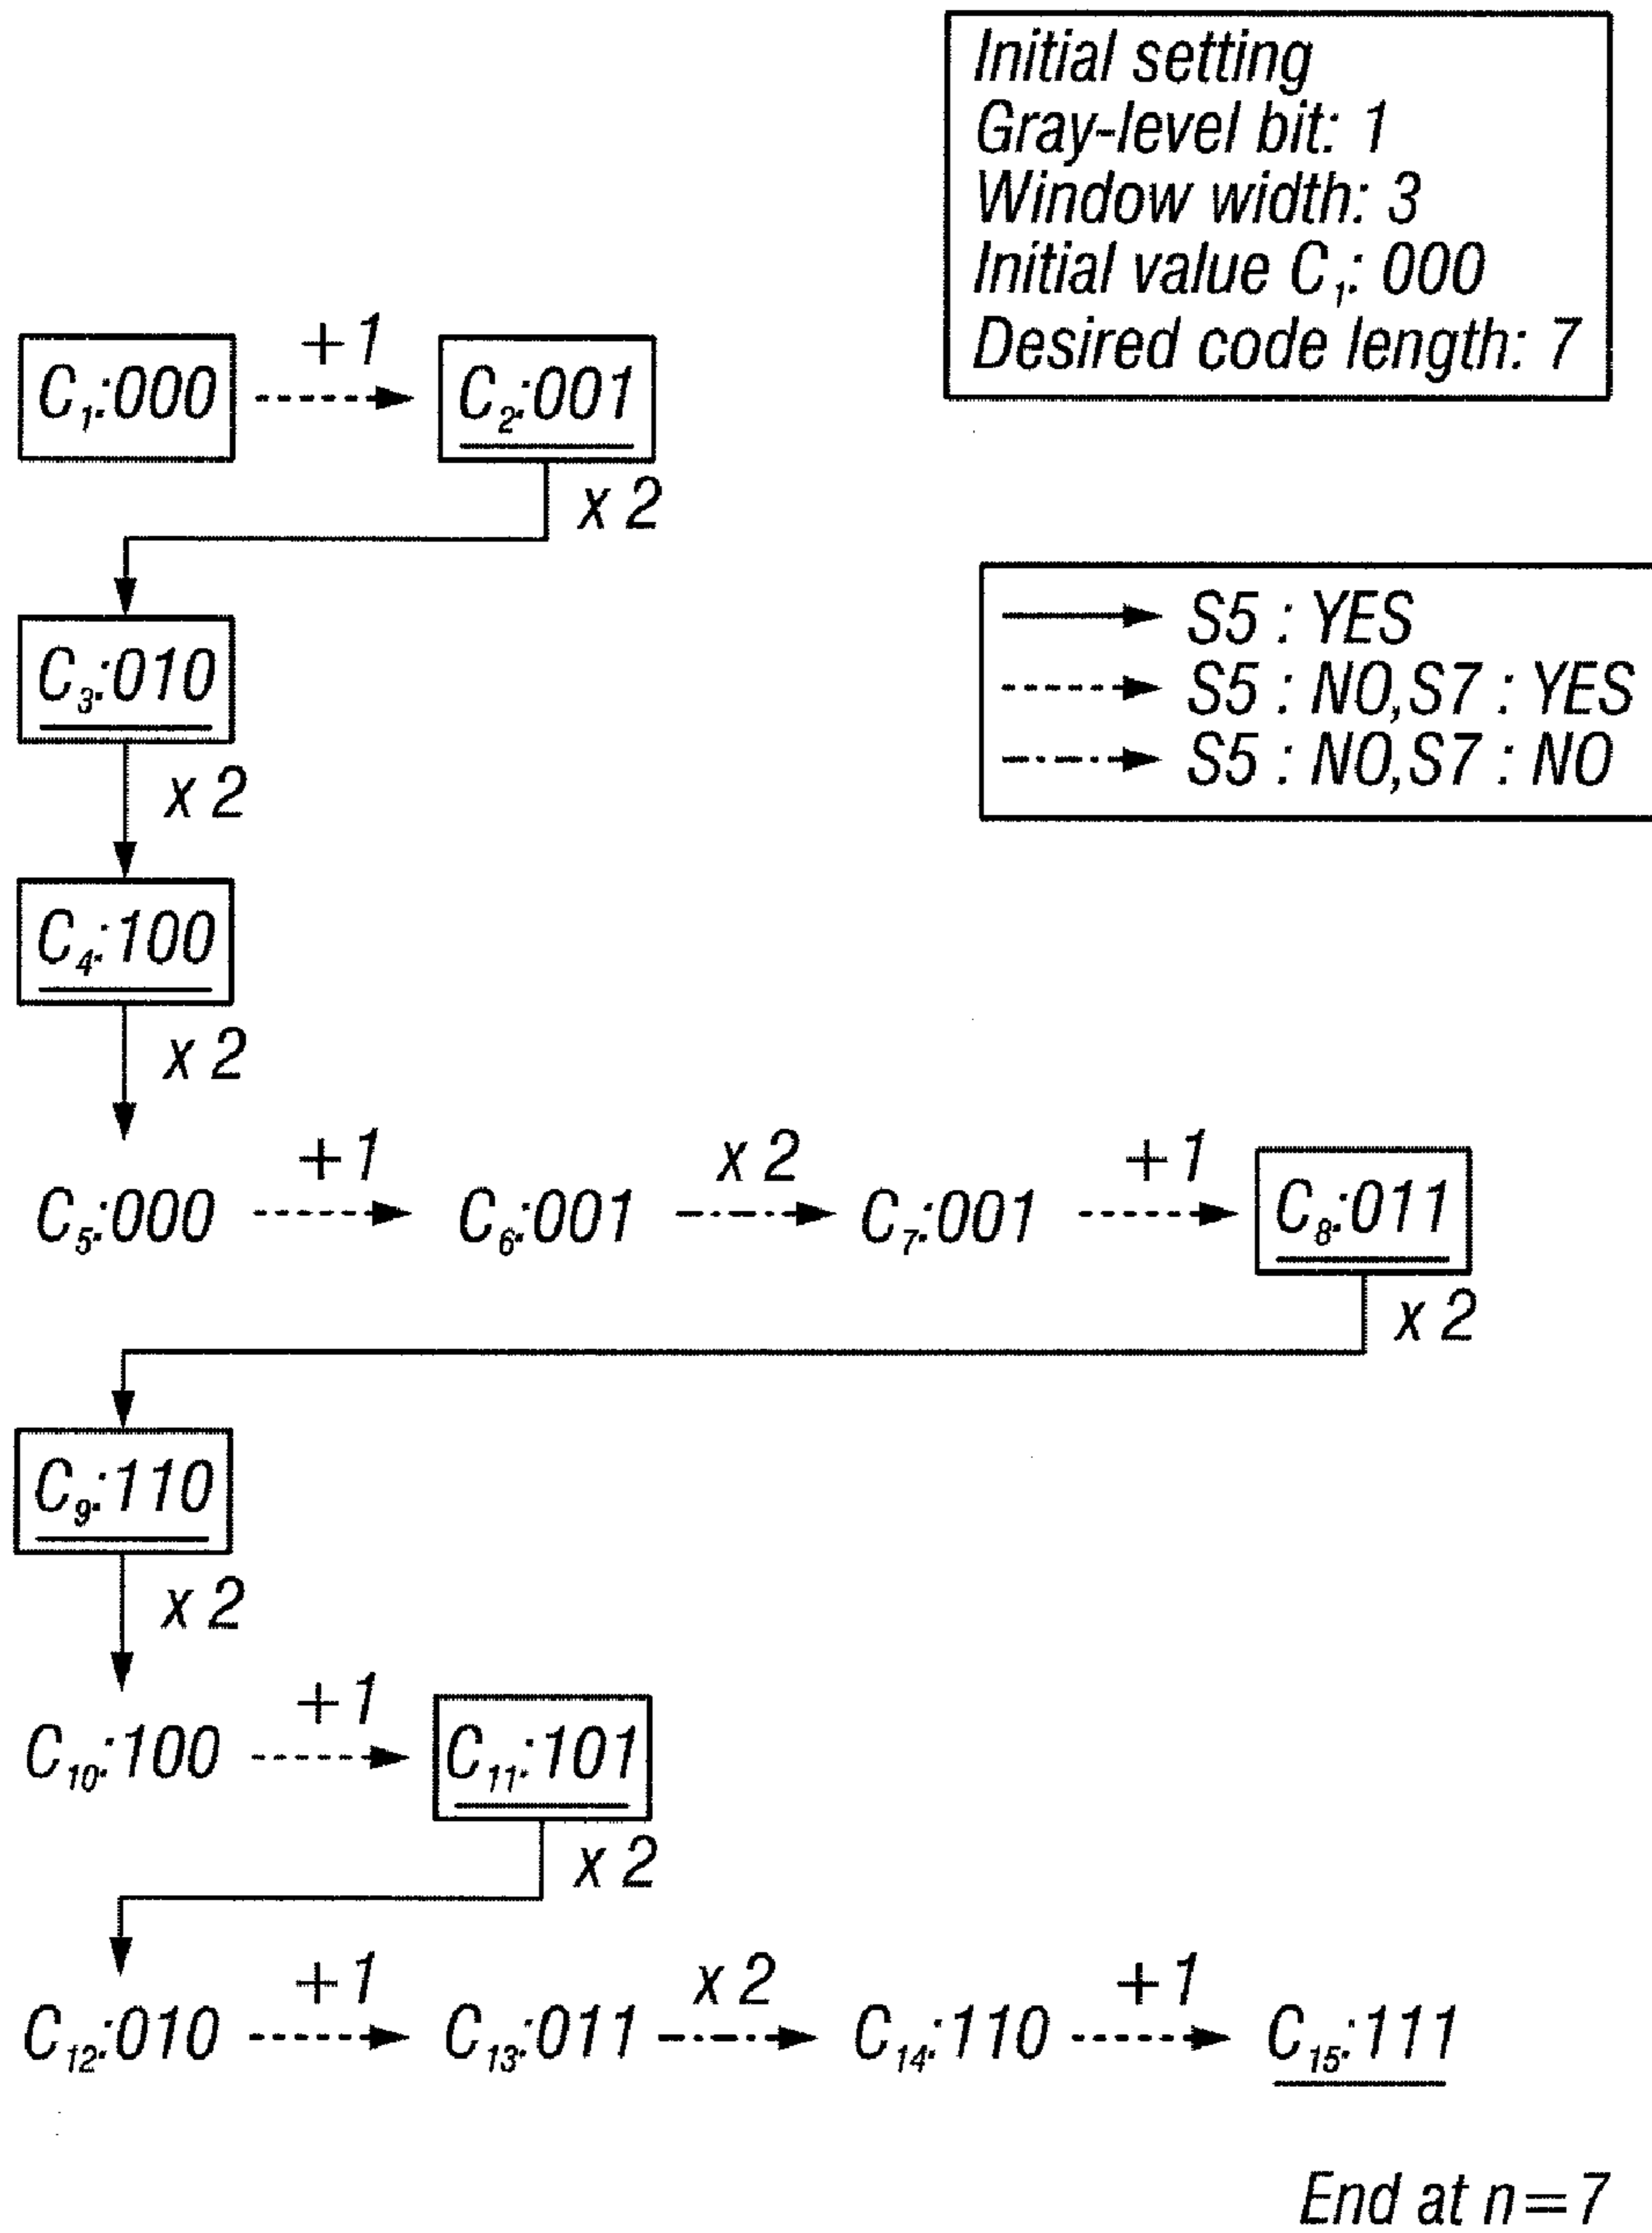 Initial setting
Gray-level bit: 1
Window width: 3
Initial value C1: 000
Desired code length: 7
C1:000 +1 C2:001
x 2
S5 : YES
S5 : NO,S7 : YES
S5 : NO,S7 : NO
C3:010
x 2
C4:100
x 2
C5:000 +1 C6:001 x 2 C7:001 +1 C8:011
x 2
C9:110
x 2
C10:100 +1 C11:101
x 2
C12:010 +1 C13:011 x 2 C14:110 +1 C15:111
End at n=7